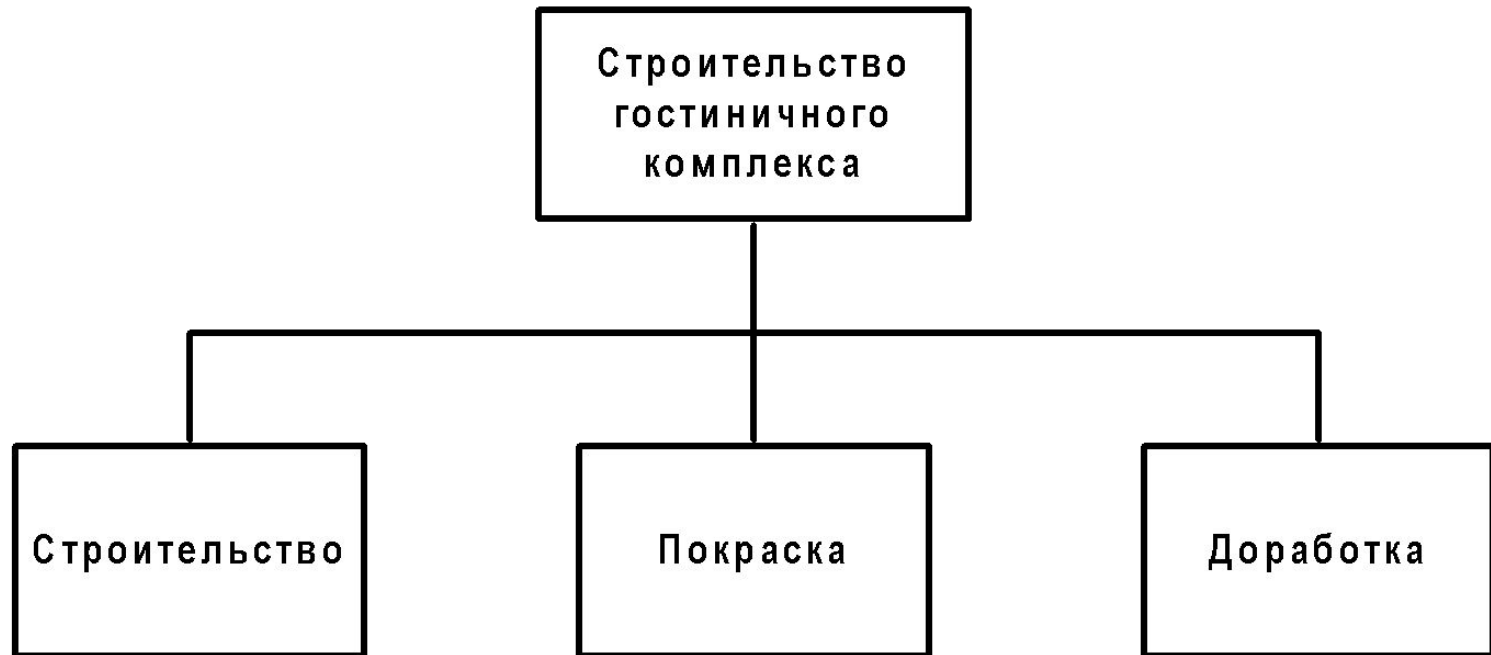 Строительство
гостиничного
комплекса
Строительство
Покраска
Доработка